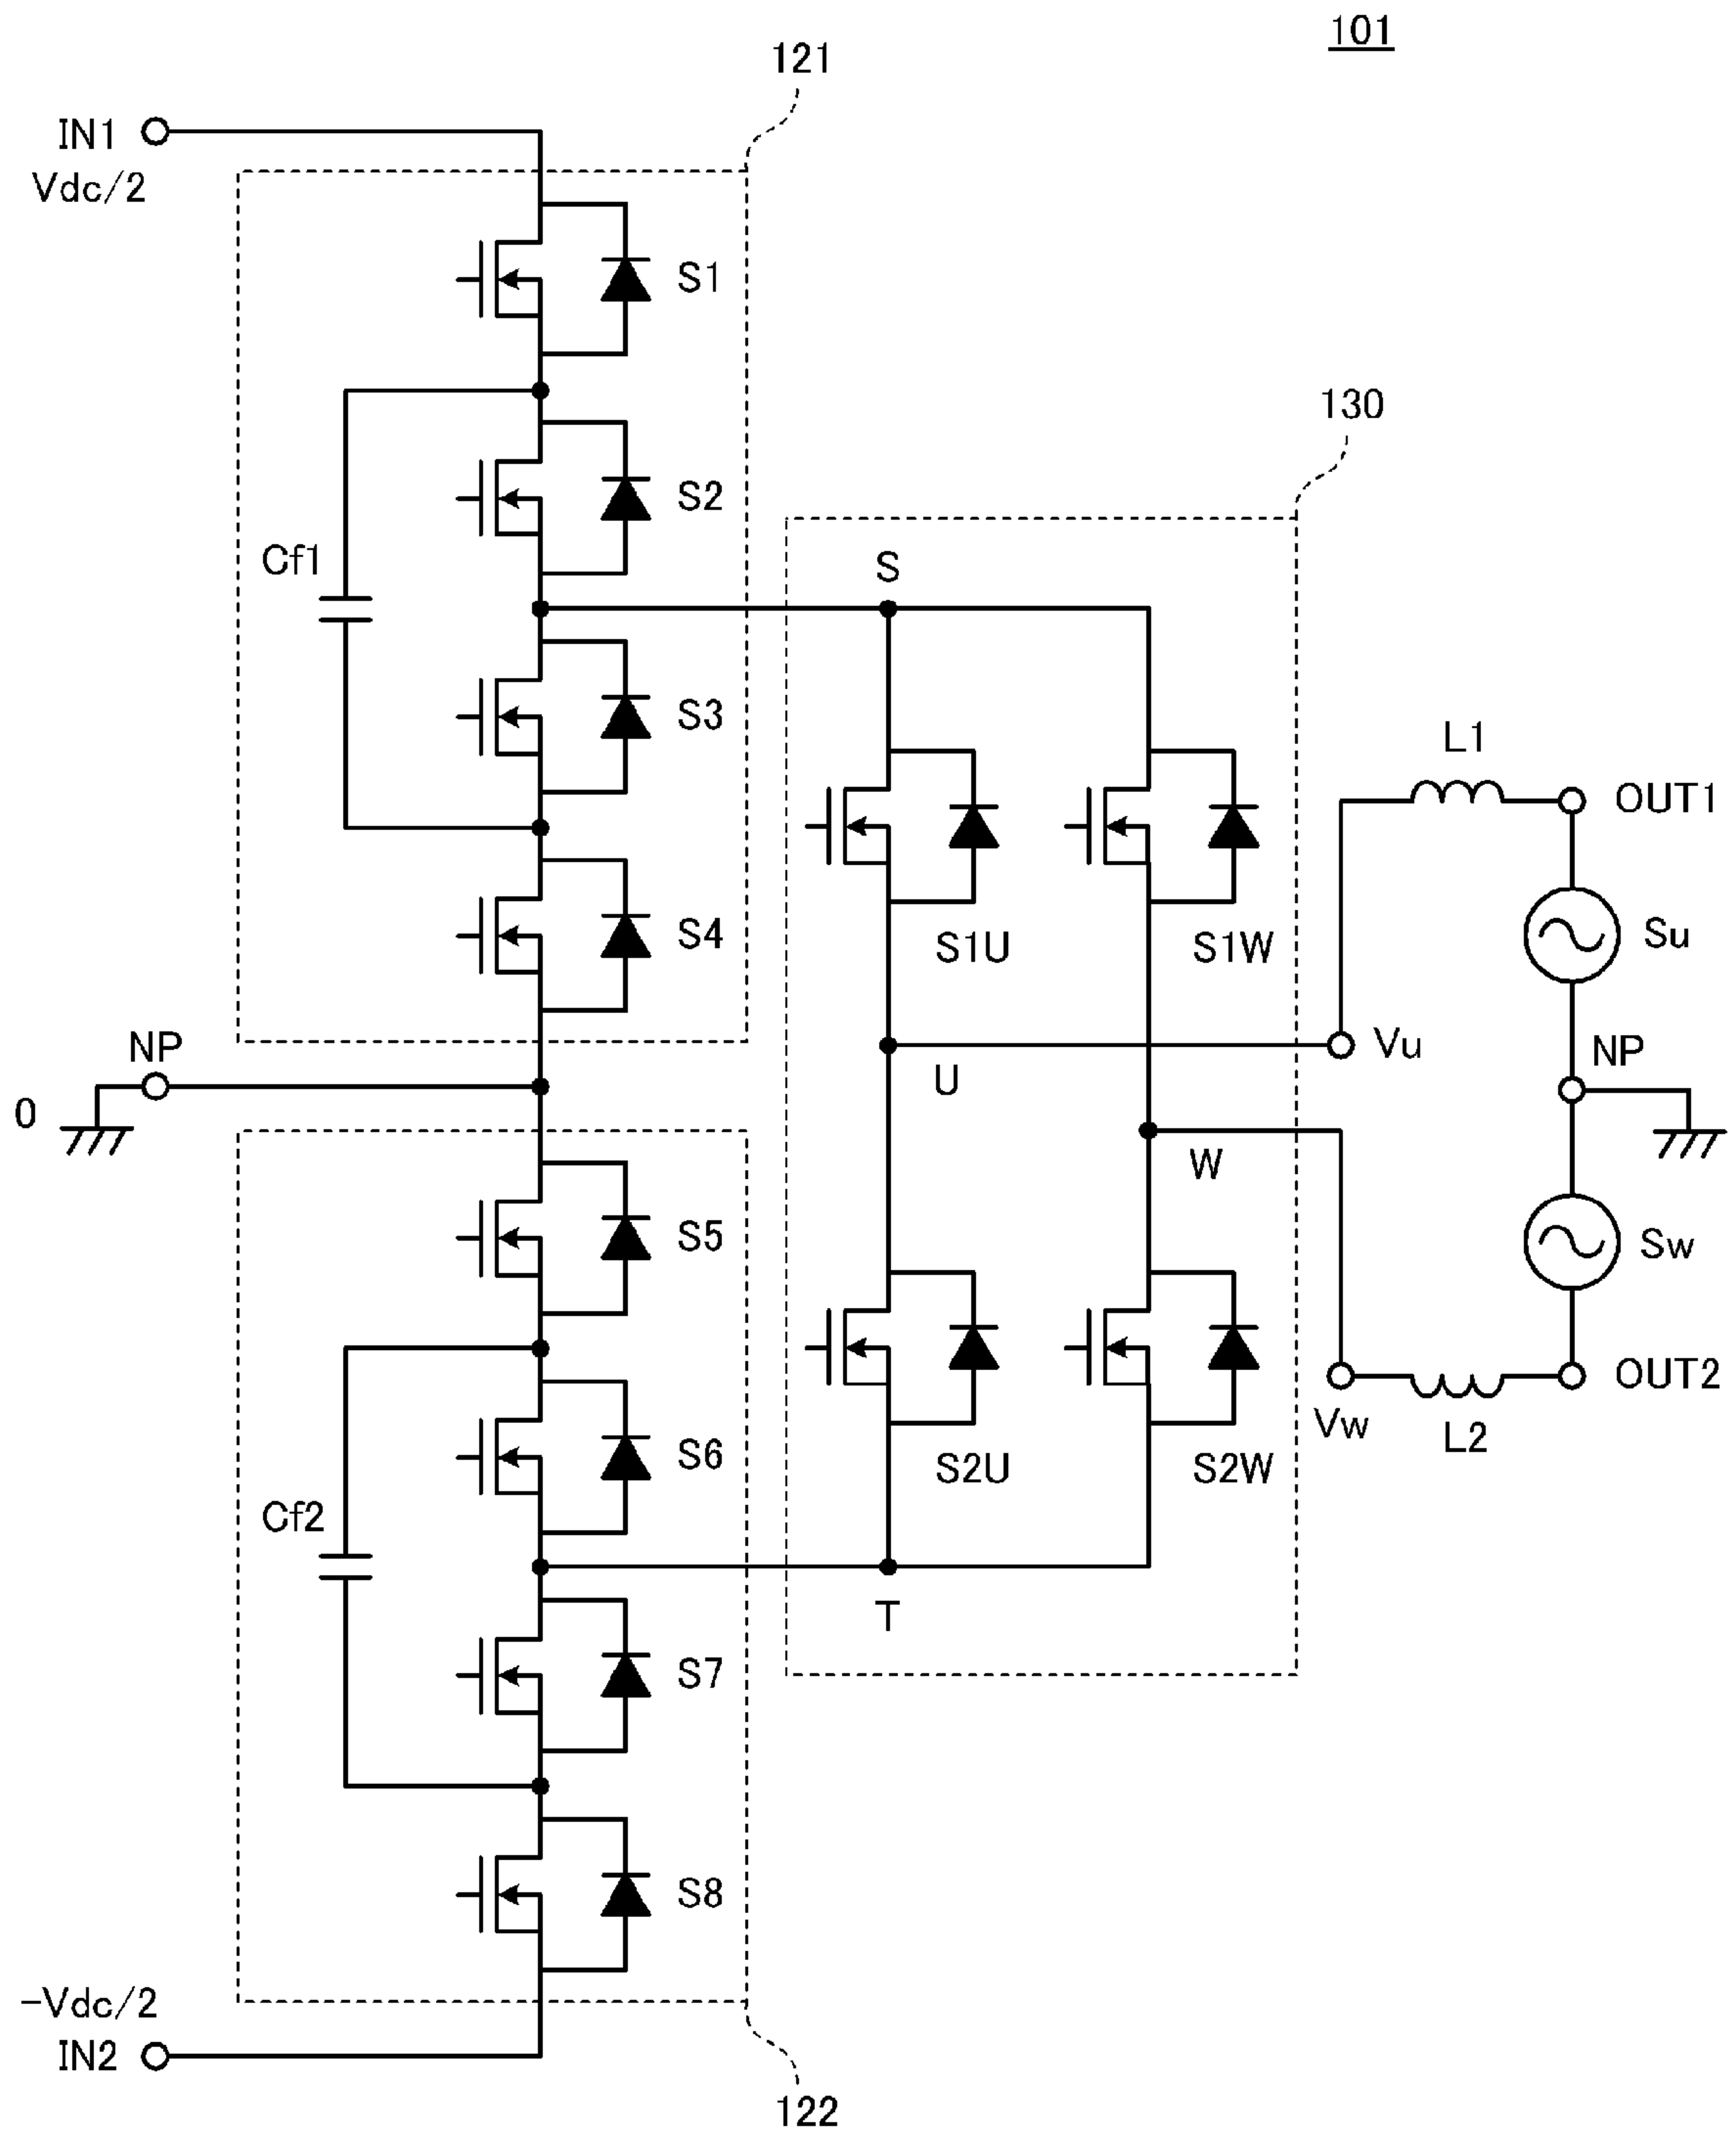 101
121
IN1
Vdc/2
S1
130
S2
Cf1
S
S3
L1
OUT1
S4
S1U
S1W
Su
NP
Vu
NP
U
0
W
S5
Sw
OUT2
Vw
L2
S6
S2U
S2W
Cf2
T
S7
S8
-Vdc/2
IN2
122